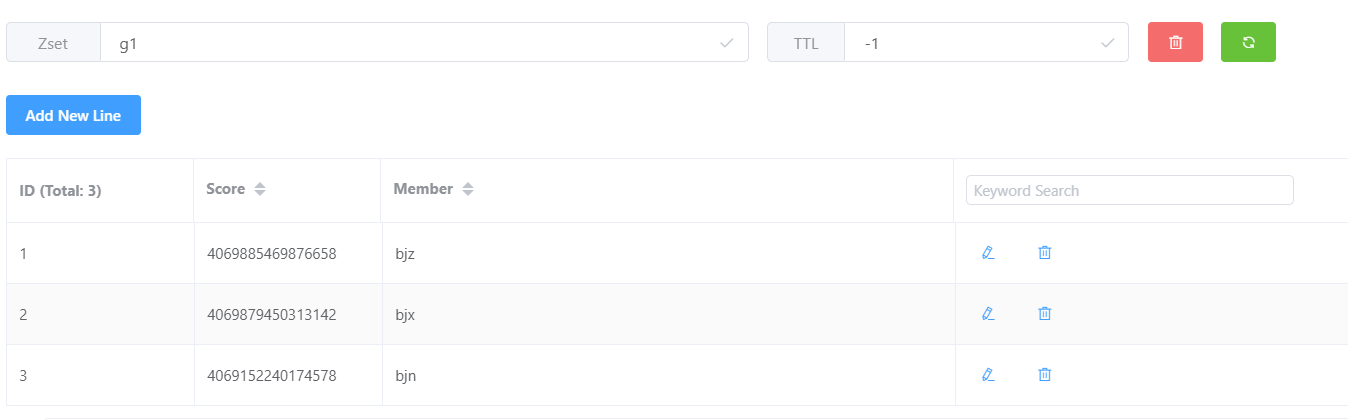 Zset g1 TTL -1
Add New Line
ID (Total: 3) Score Member Keyword Search
1 4069885469876658 bjz
2 4069879450313142 bjx
3 4069152240174578 bjn